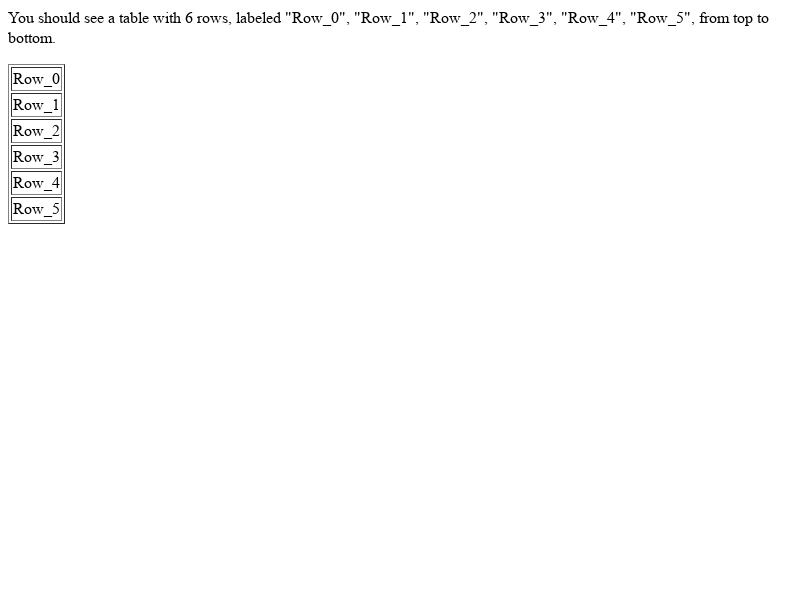 You should see a table with 6 rows, labeled "Row_0", "Row_1", "Row_2", "Row_3", "Row_4", "Row_5", from top to
bottom.
Row_0
Row_1
Row_2
Row_3
Row_4
Row_5